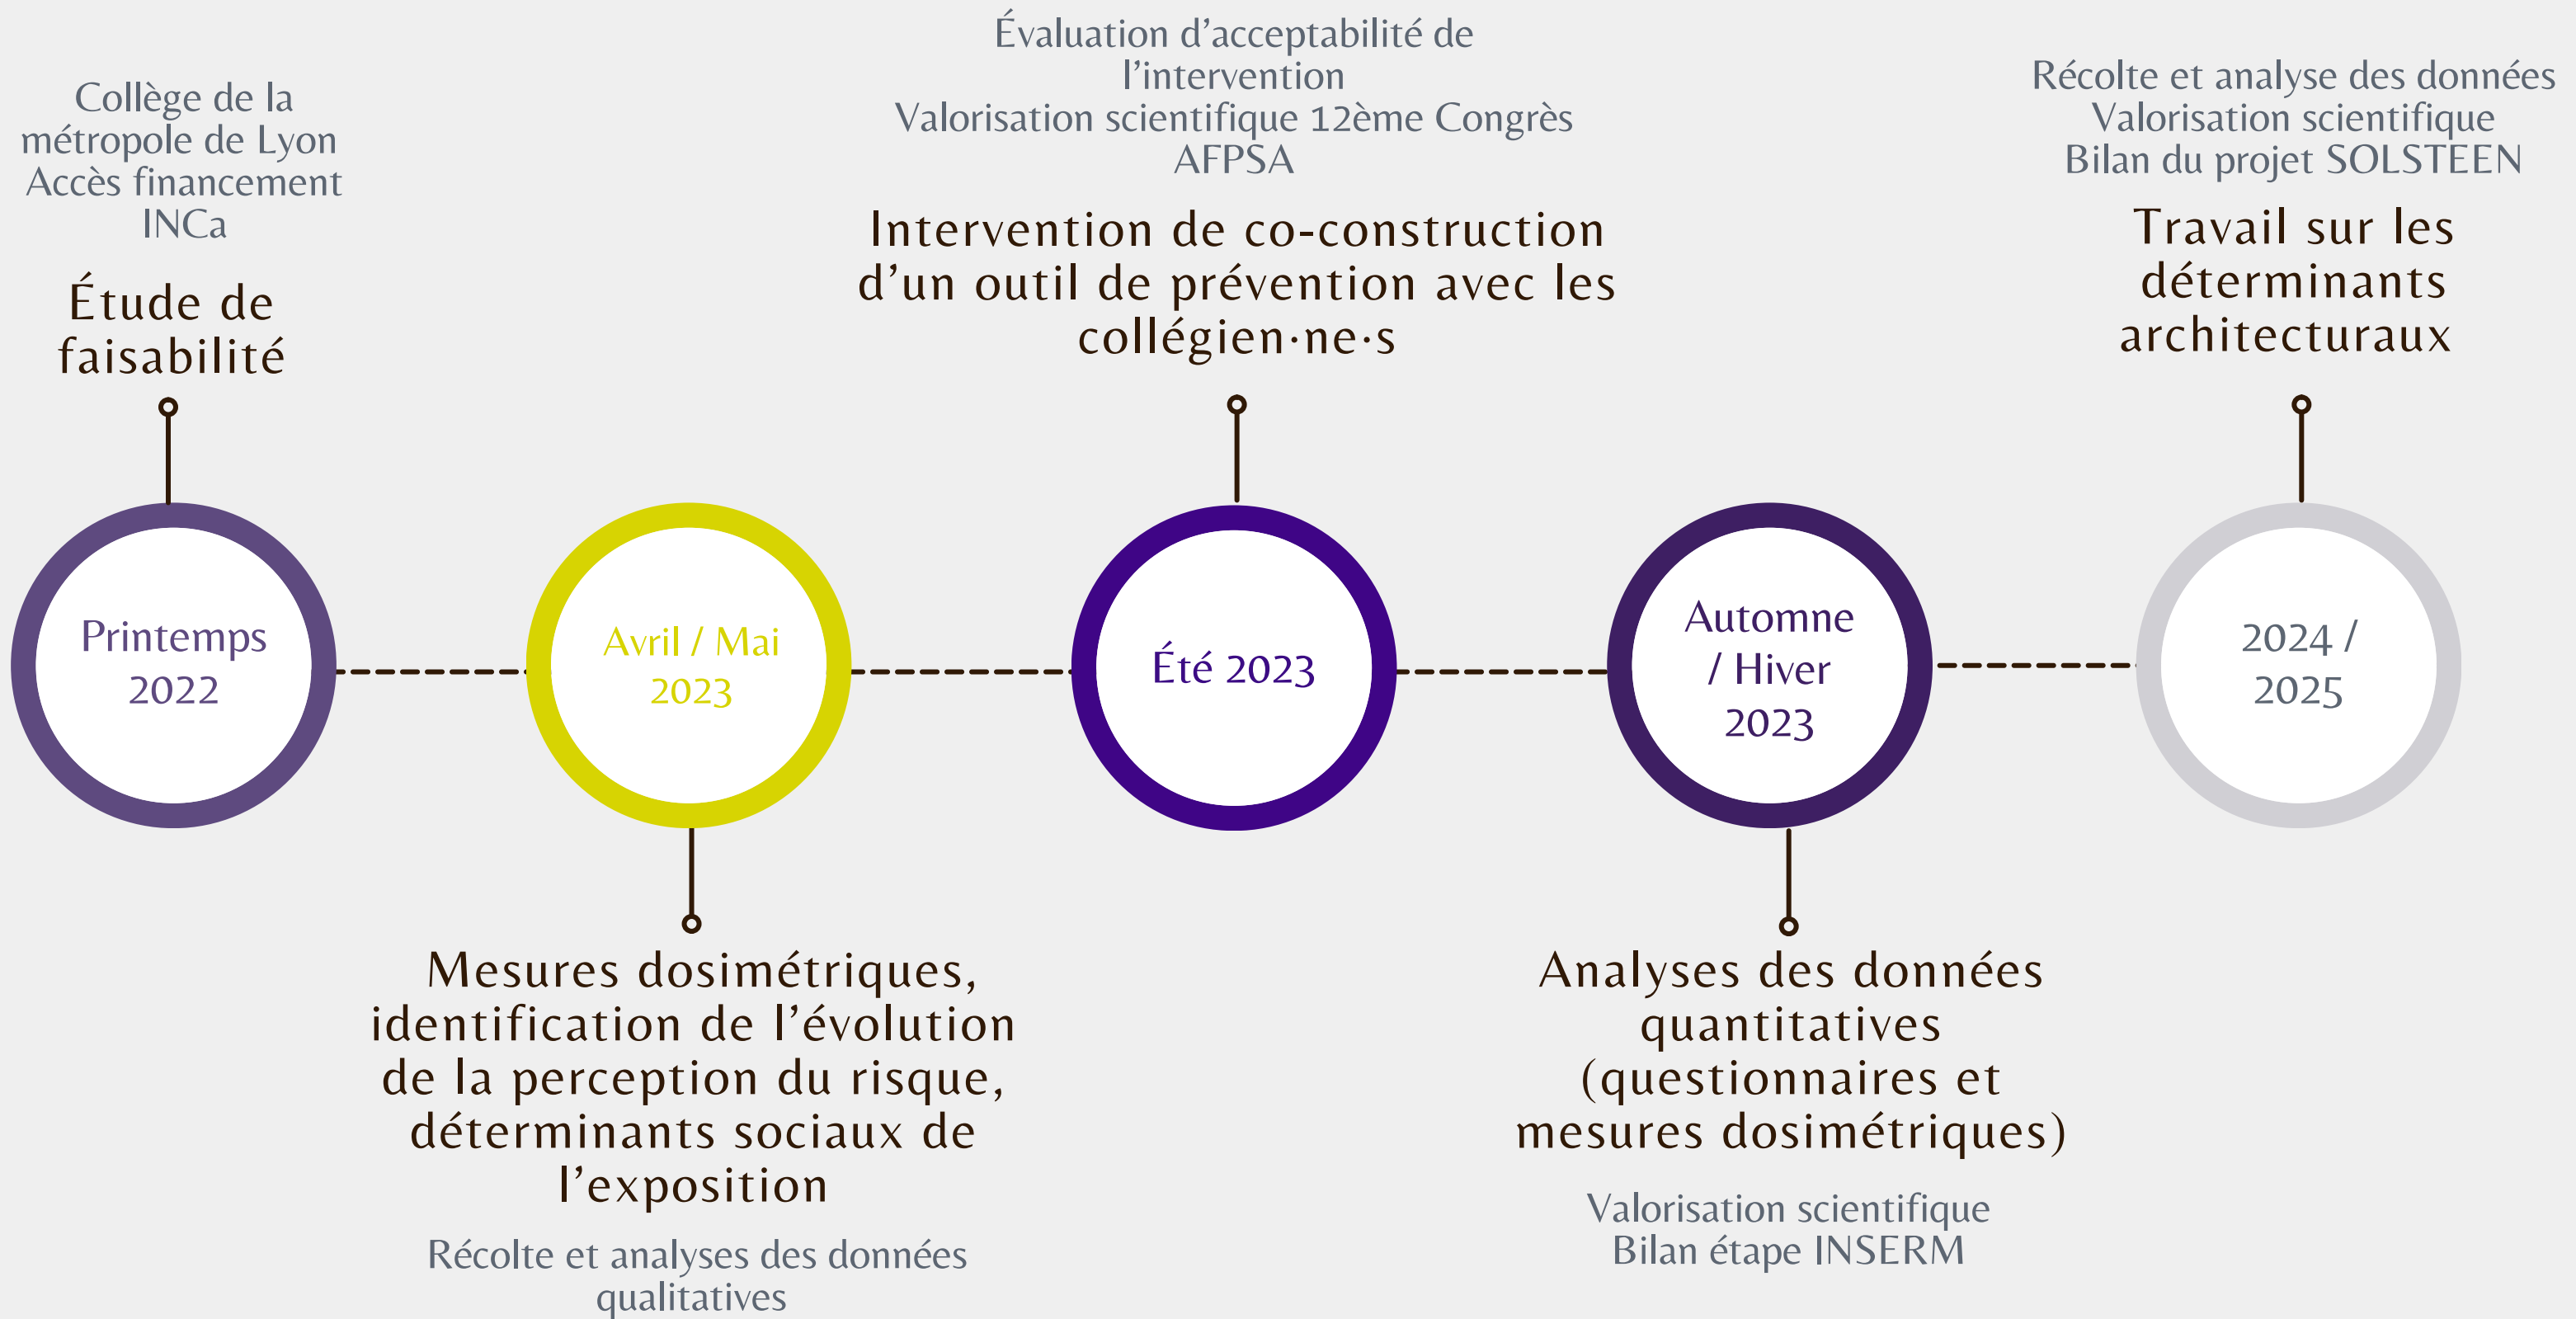 Collège de la
métropole de Lyon
Accès financement
INCa
Étude de
faisabilité
Printemps
2022
Avril / Mai
2023
Mesures dosimétriques,
identification de l’évolution
de la perception du risque,
déterminants sociaux de
l’exposition
Récolte et analyses des données
qualitatives
Évaluation d’acceptabilité de
l’intervention
Valorisation scientifique 12ème Congrès
AFPSA
Intervention de co-construction
d’un outil de prévention avec les
collégien·ne·s
Été 2023
Automne
/ Hiver
2023
Analyses des données
quantitatives
(questionnaires et
mesures dosimétriques)
Valorisation scientifique
Bilan étape INSERM
Récolte et analyse des données
Valorisation scientifique
Bilan du projet SOLSTEEN
Travail sur les
déterminants
architecturaux
2024 /
2025